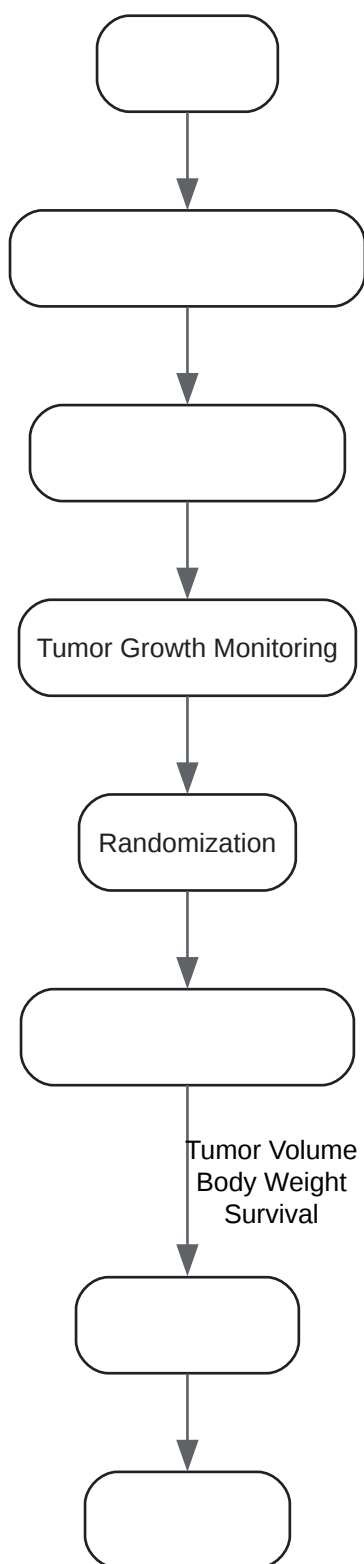 Tumor Growth Monitoring
Randomization
Tumor Volume
Body Weight
Survival